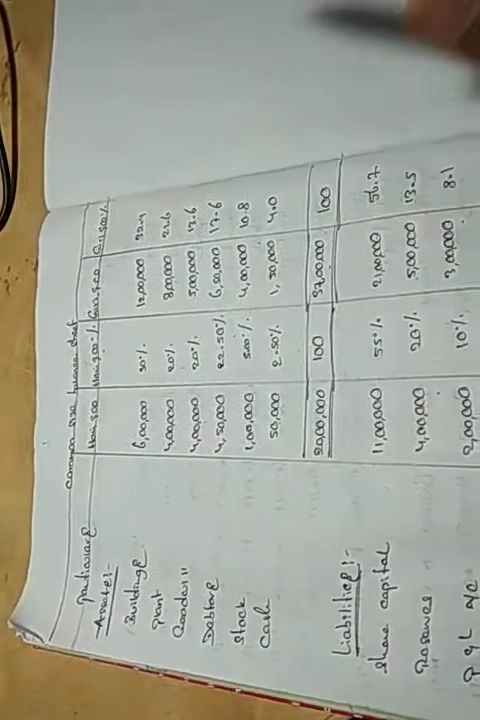 Common size balance sheet
Particulars
Assets:-
Buildings 6,00,000 30% 12,00,000 32.4
Plant 4,00,000 20% 8,00,000 21.6
4,00,000 20% 5,00,000 13.6
Debtors 4,50,000 22.50% 6,50,000 17.6
Stock 1,00,000 5.00% 4,00,000 10.8
Cash 50,000 2.50% 1,50,000 4.0
20,00,000 100 37,00,000 100
Liabilities:-
Share capital 11,00,000 55% 2,00,000 56.7
4,00,000 20% 5,00,000 13.5
P & L A/c 2,00,000 10% 3,00,000 8.1